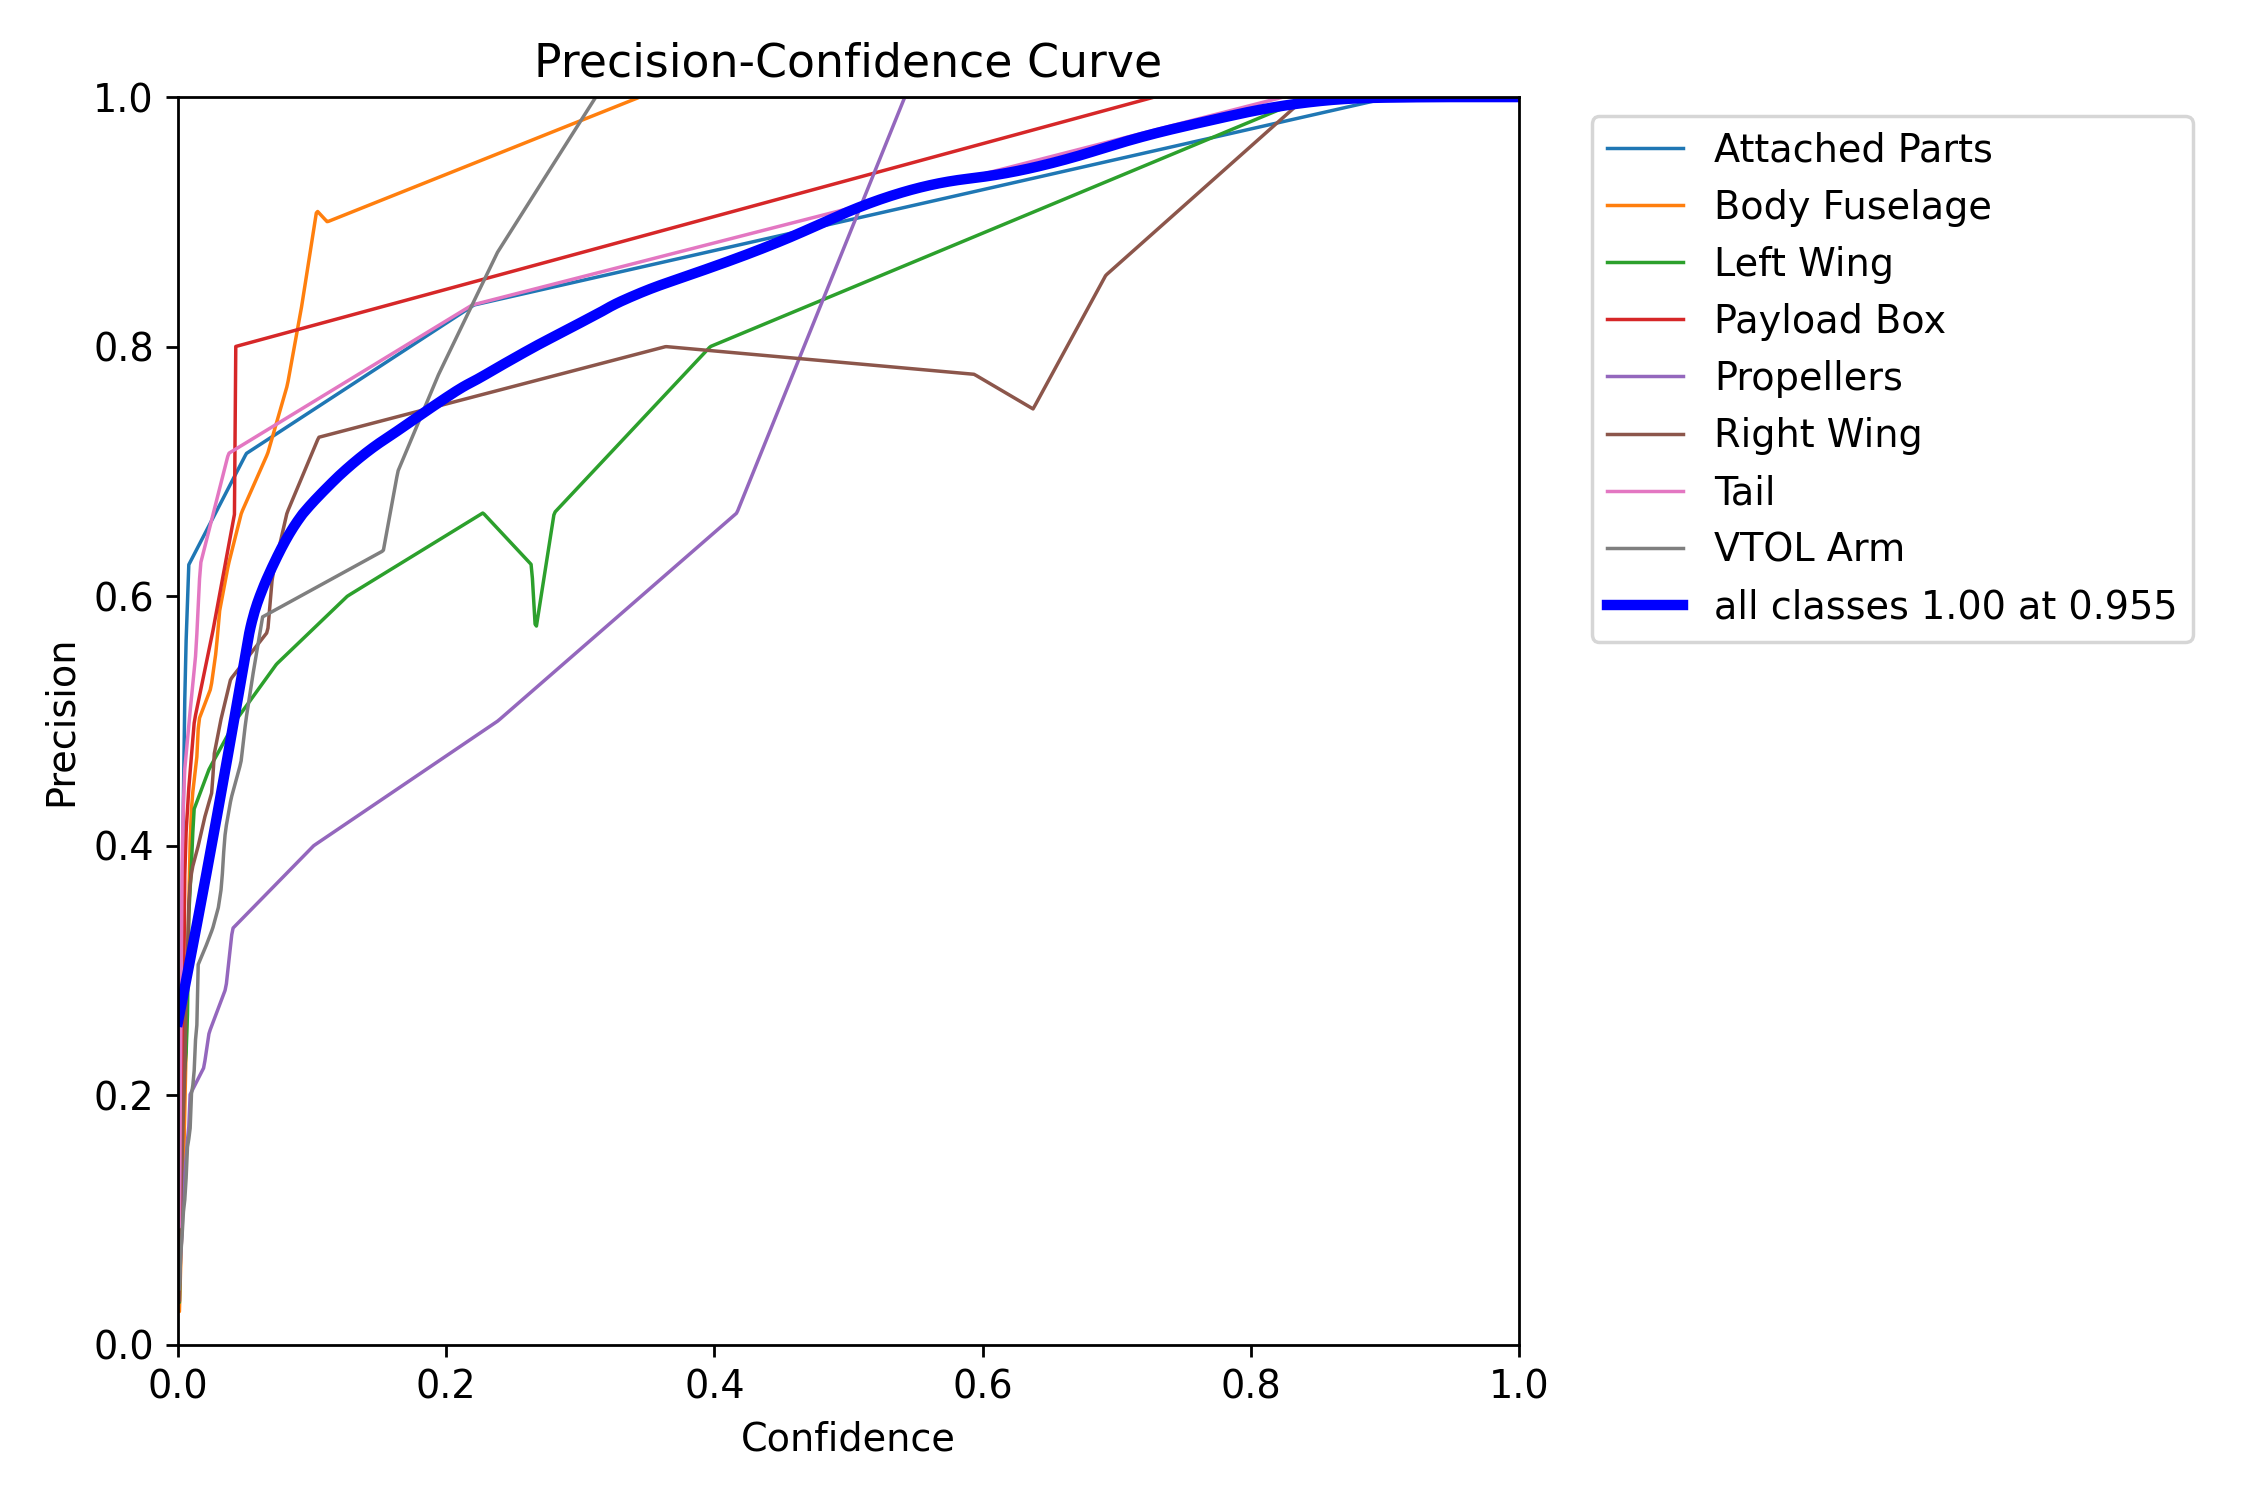 Precision-Confidence Curve
1.0
0.8
0.6
0.4
0.2
0.0
Precision
0.0 0.2 0.4 0.6 0.8 1.0
Confidence
Attached Parts
Body Fuselage
Left Wing
Payload Box
Propellers
Right Wing
Tail
VTOL Arm
all classes 1.00 at 0.955